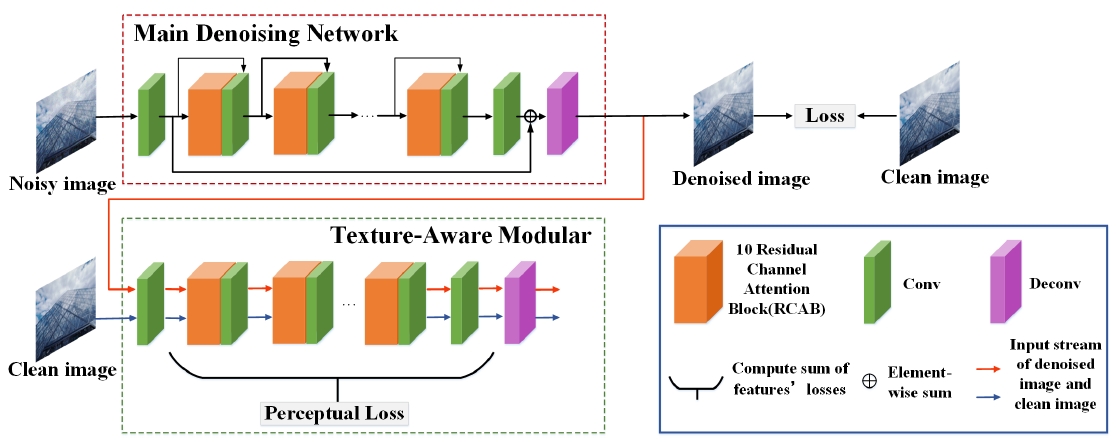 Main Denoising Network
Noisy image
Denoised image
Loss
Clean image
Texture-Aware Modular
...
...
Clean image
Perceptual Loss
10 Residual
Channel
Attention
Block(RCAB)
Conv
Deconv
Compute sum of
features’ losses
Element-
wise sum
Input stream
of denoised
image and
clean image